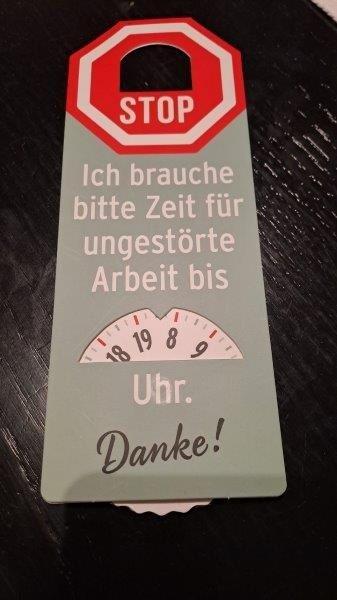 STOP
Ich brauche
bitte Zeit für
ungestörte
Arbeit bis
18 19 8 9
Uhr.
Danke!